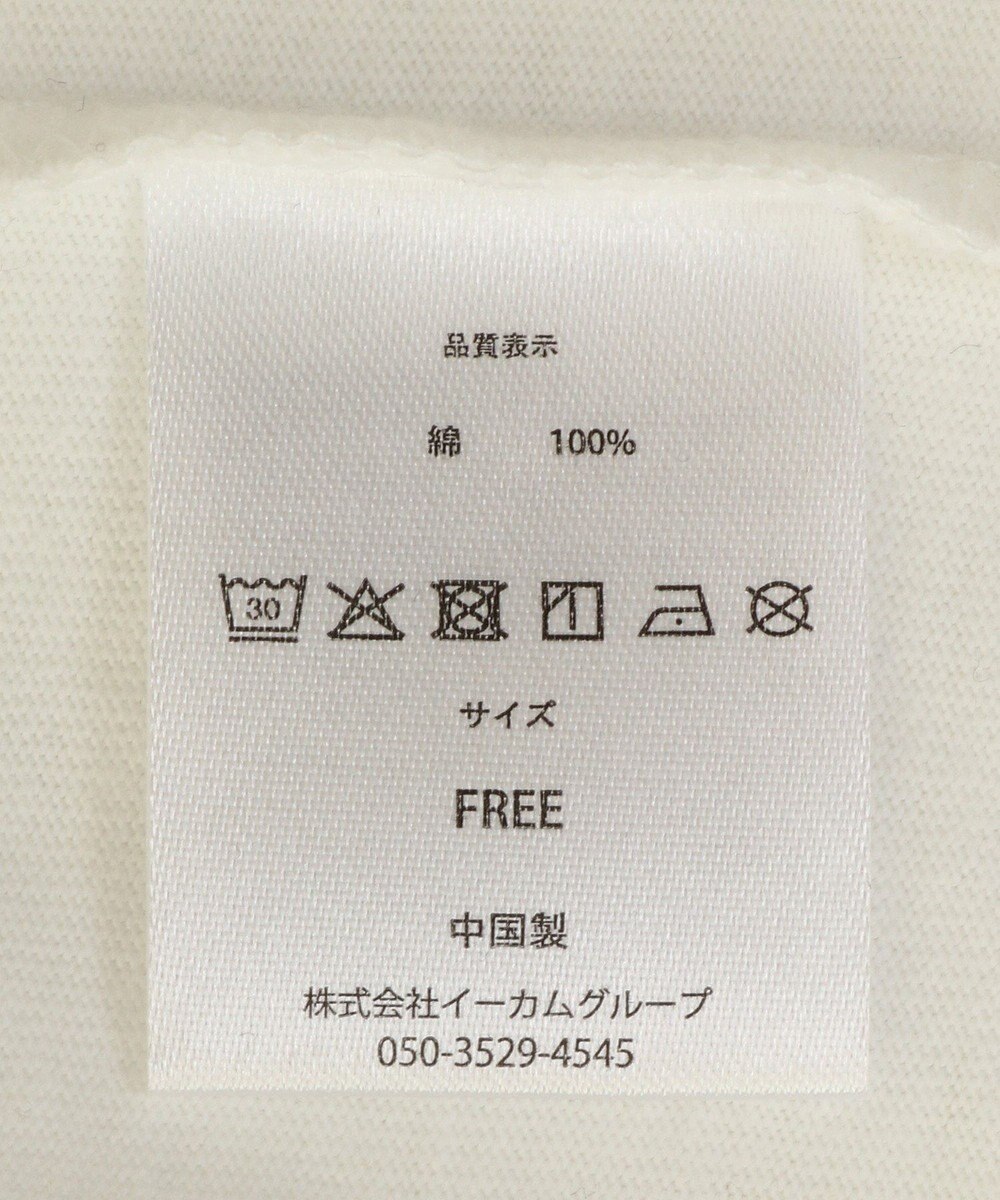 品質表示
綿 100%
30
サイズ
FREE
中国製
株式会社イーカムグループ
050-3529-4545